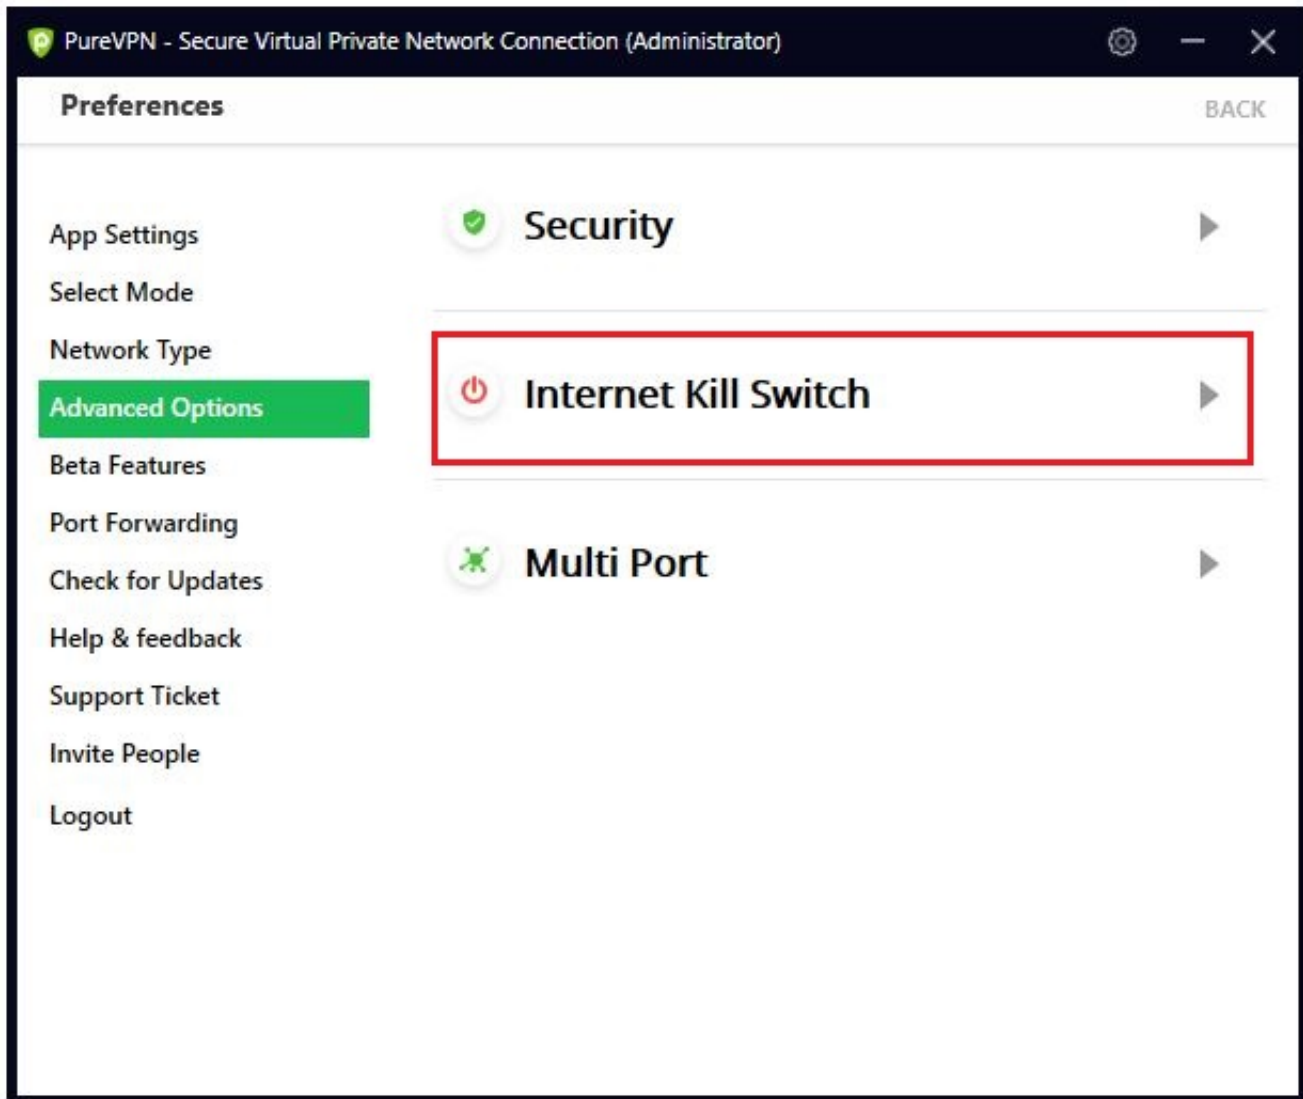 PureVPN - Secure Virtual Private Network Connection (Administrator)
Preferences
BACK
App Settings
Select Mode
Network Type
Advanced Options
Beta Features
Port Forwarding
Check for Updates
Help & feedback
Support Ticket
Invite People
Logout
Security
Internet Kill Switch
Multi Port